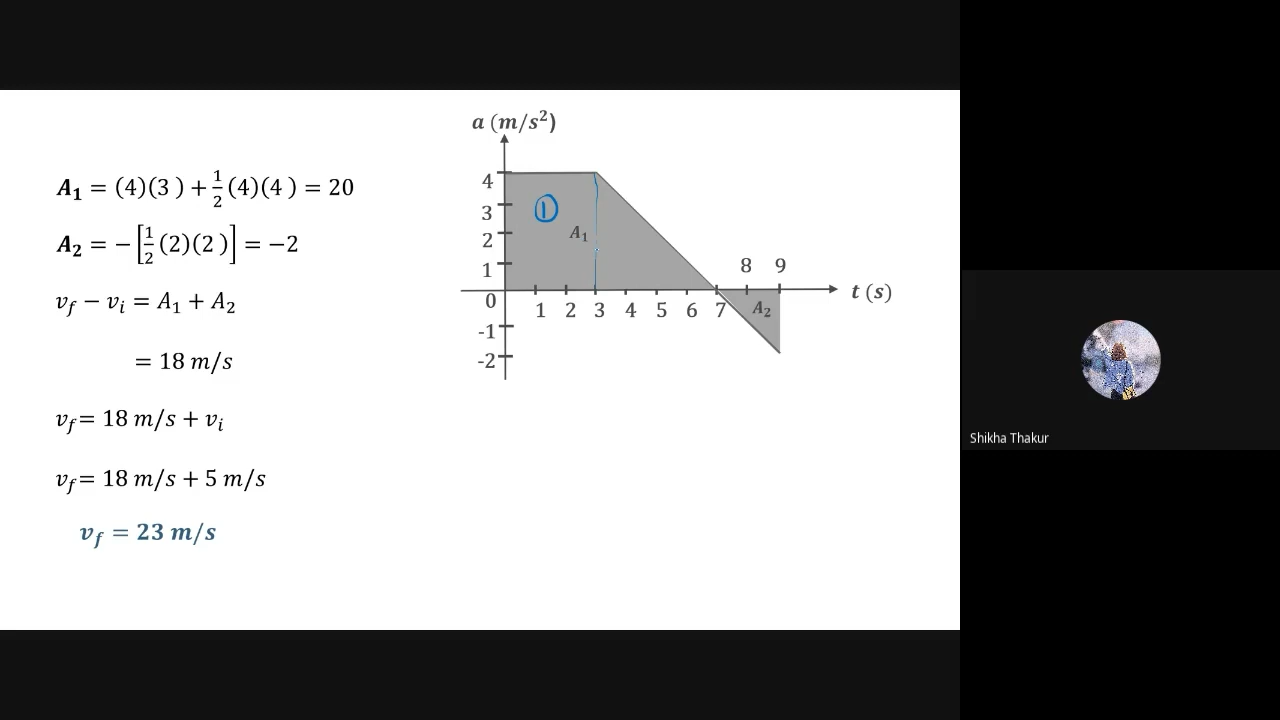 A₁ = (4)(3 ) + 1/2 (4)(4 ) = 20
A₂ = − [1/2 (2)(2 )] = −2
v_f − v_i = A₁ + A₂
= 18 m/s
v_f = 18 m/s + v_i
v_f = 18 m/s + 5 m/s
v_f = 23 m/s
a (m/s²)
4
3
2
1
0
-1
-2
1
A₁
8 9
1 2 3 4 5 6 7
A₂
t (s)
Shikha Thakur